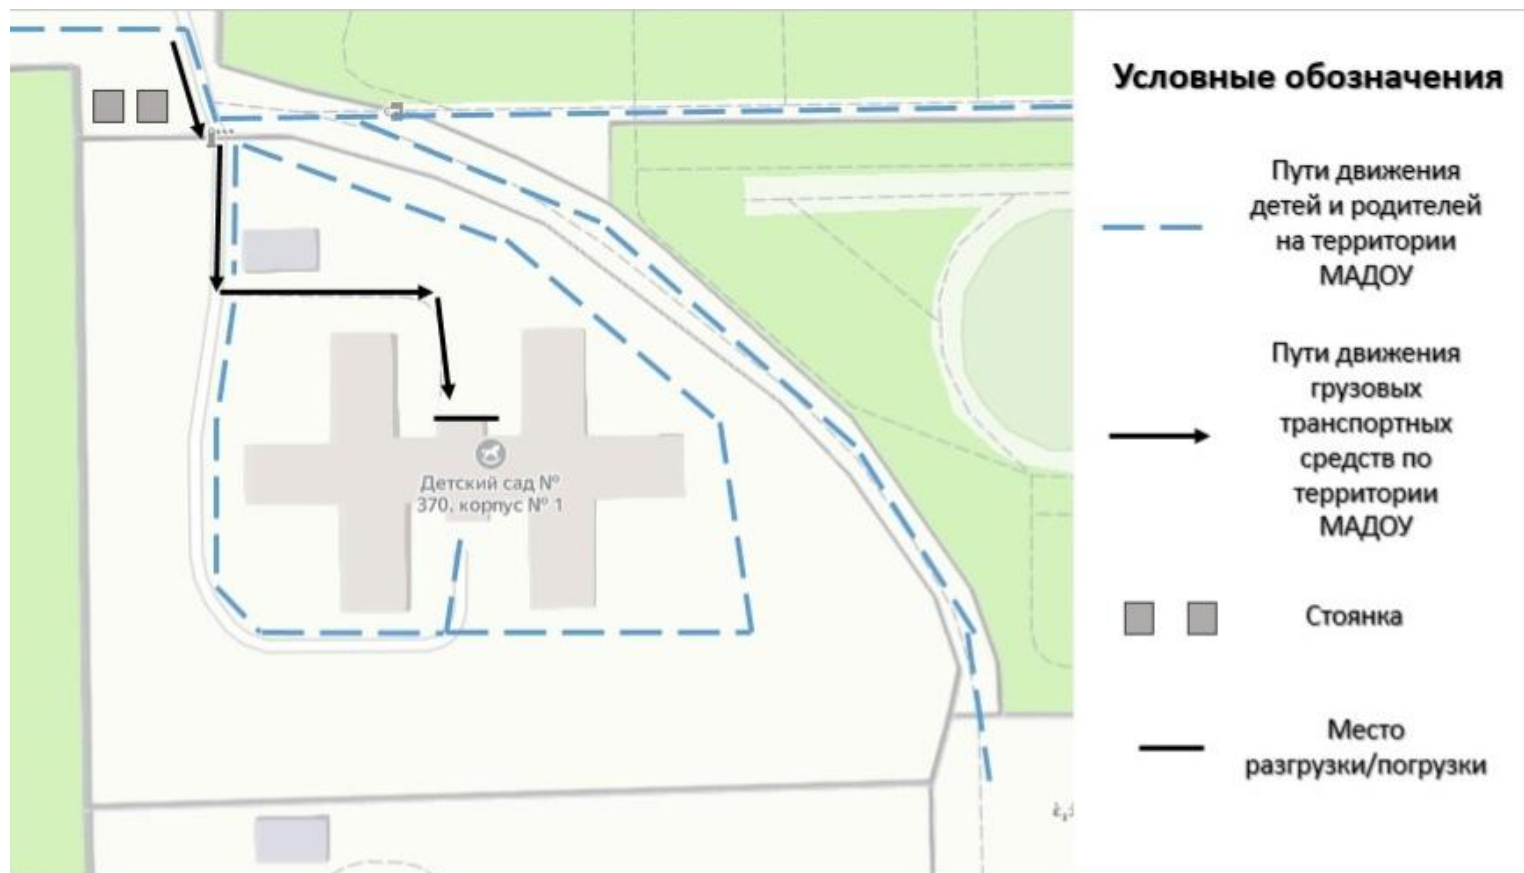 Условные обозначения
Пути движения
детей и родителей
на территории
МАДОУ
Пути движения
грузовых
транспортных
средств по
территории
МАДОУ
Стоянка
Место
разгрузки/погрузки
Детский сад №
370, корпус № 1